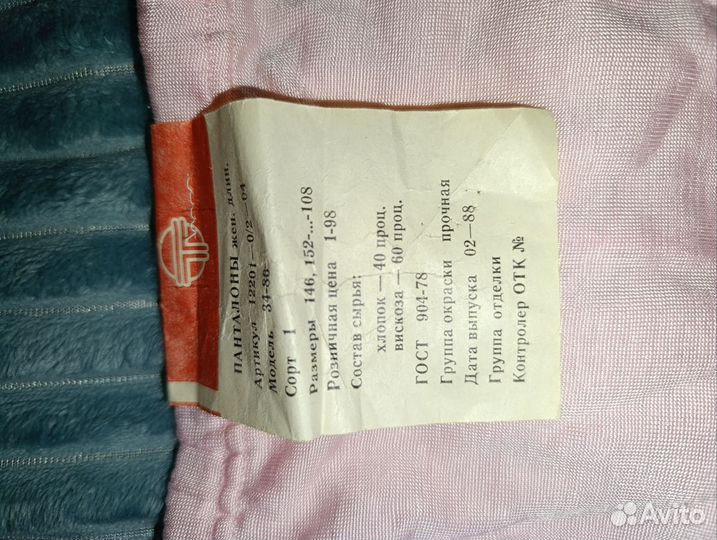 ПАНТАЛОНЫ жен. длин.
Артикул 12201—0/2—04
Модель 34-86
Сорт 1
Размеры 146, 152-...-108
Розничная цена 1-98
Состав сырья:
хлопок — 40 проц.
вискоза — 60 проц.
ГОСТ 904-78
Группа окраски прочная
Дата выпуска 02—88
Группа отделки
Контролер ОТК №
Avito